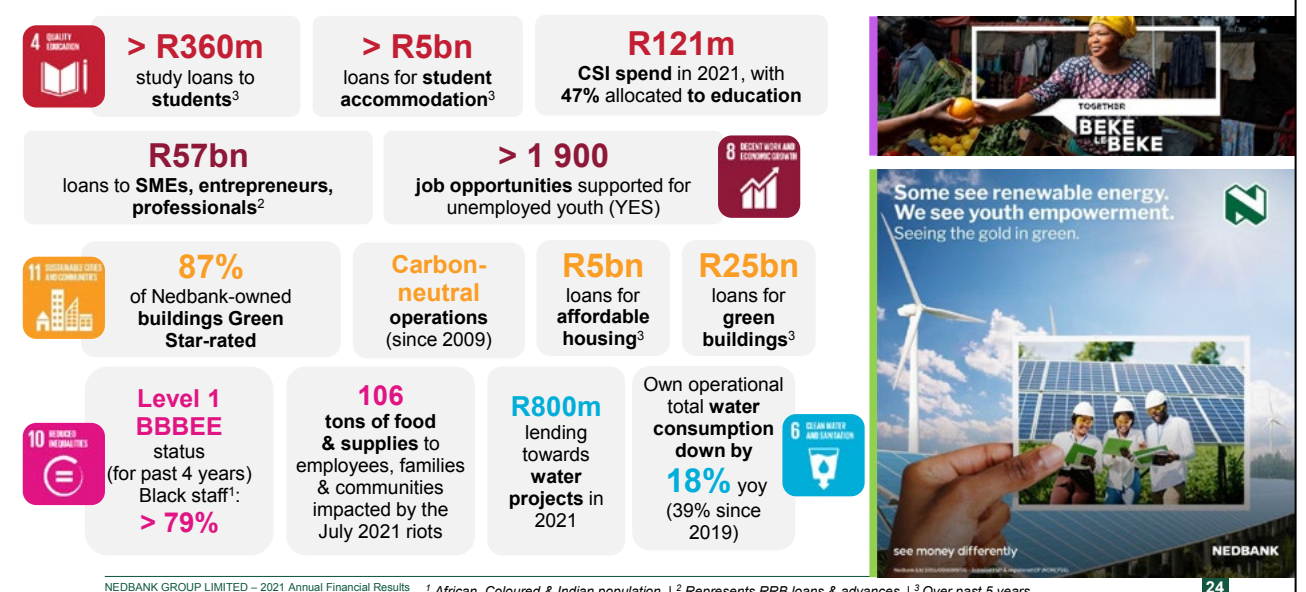 4 QUALITY EDUCATION
> R360m
study loans to
students³
> R5bn
loans for student
accommodation³
R121m
CSI spend in 2021, with
47% allocated to education
R57bn
loans to SMEs, entrepreneurs,
professionals²
> 1 900
job opportunities supported for
unemployed youth (YES)
8 DECENT WORK AND
ECONOMIC GROWTH
11 SUSTAINABLE CITIES
AND COMMUNITIES
87%
of Nedbank-owned
buildings Green
Star-rated
Carbon-
neutral
operations
(since 2009)
R5bn
loans for
affordable
housing³
R25bn
loans for
green
buildings³
10 REDUCED
INEQUALITIES
Level 1
BBBEE
status
(for past 4 years)
Black staff¹:
> 79%
106
tons of food
& supplies to
employees, families
& communities
impacted by the
July 2021 riots
R800m
lending
towards
water
projects in
2021
Own operational
total water
consumption
down by
18% yoy
(39% since
2019)
6 CLEAN WATER
AND SANITATION
TOGETHER
BEKE
LE BEKE
Some see renewable energy.
We see youth empowerment.
Seeing the gold in green.
see money differently
NEDBANK
NEDBANK GROUP LIMITED – 2021 Annual Financial Results
¹ African, Coloured & Indian population | ² Represents RRB loans & advances | ³ Over past 5 years
24